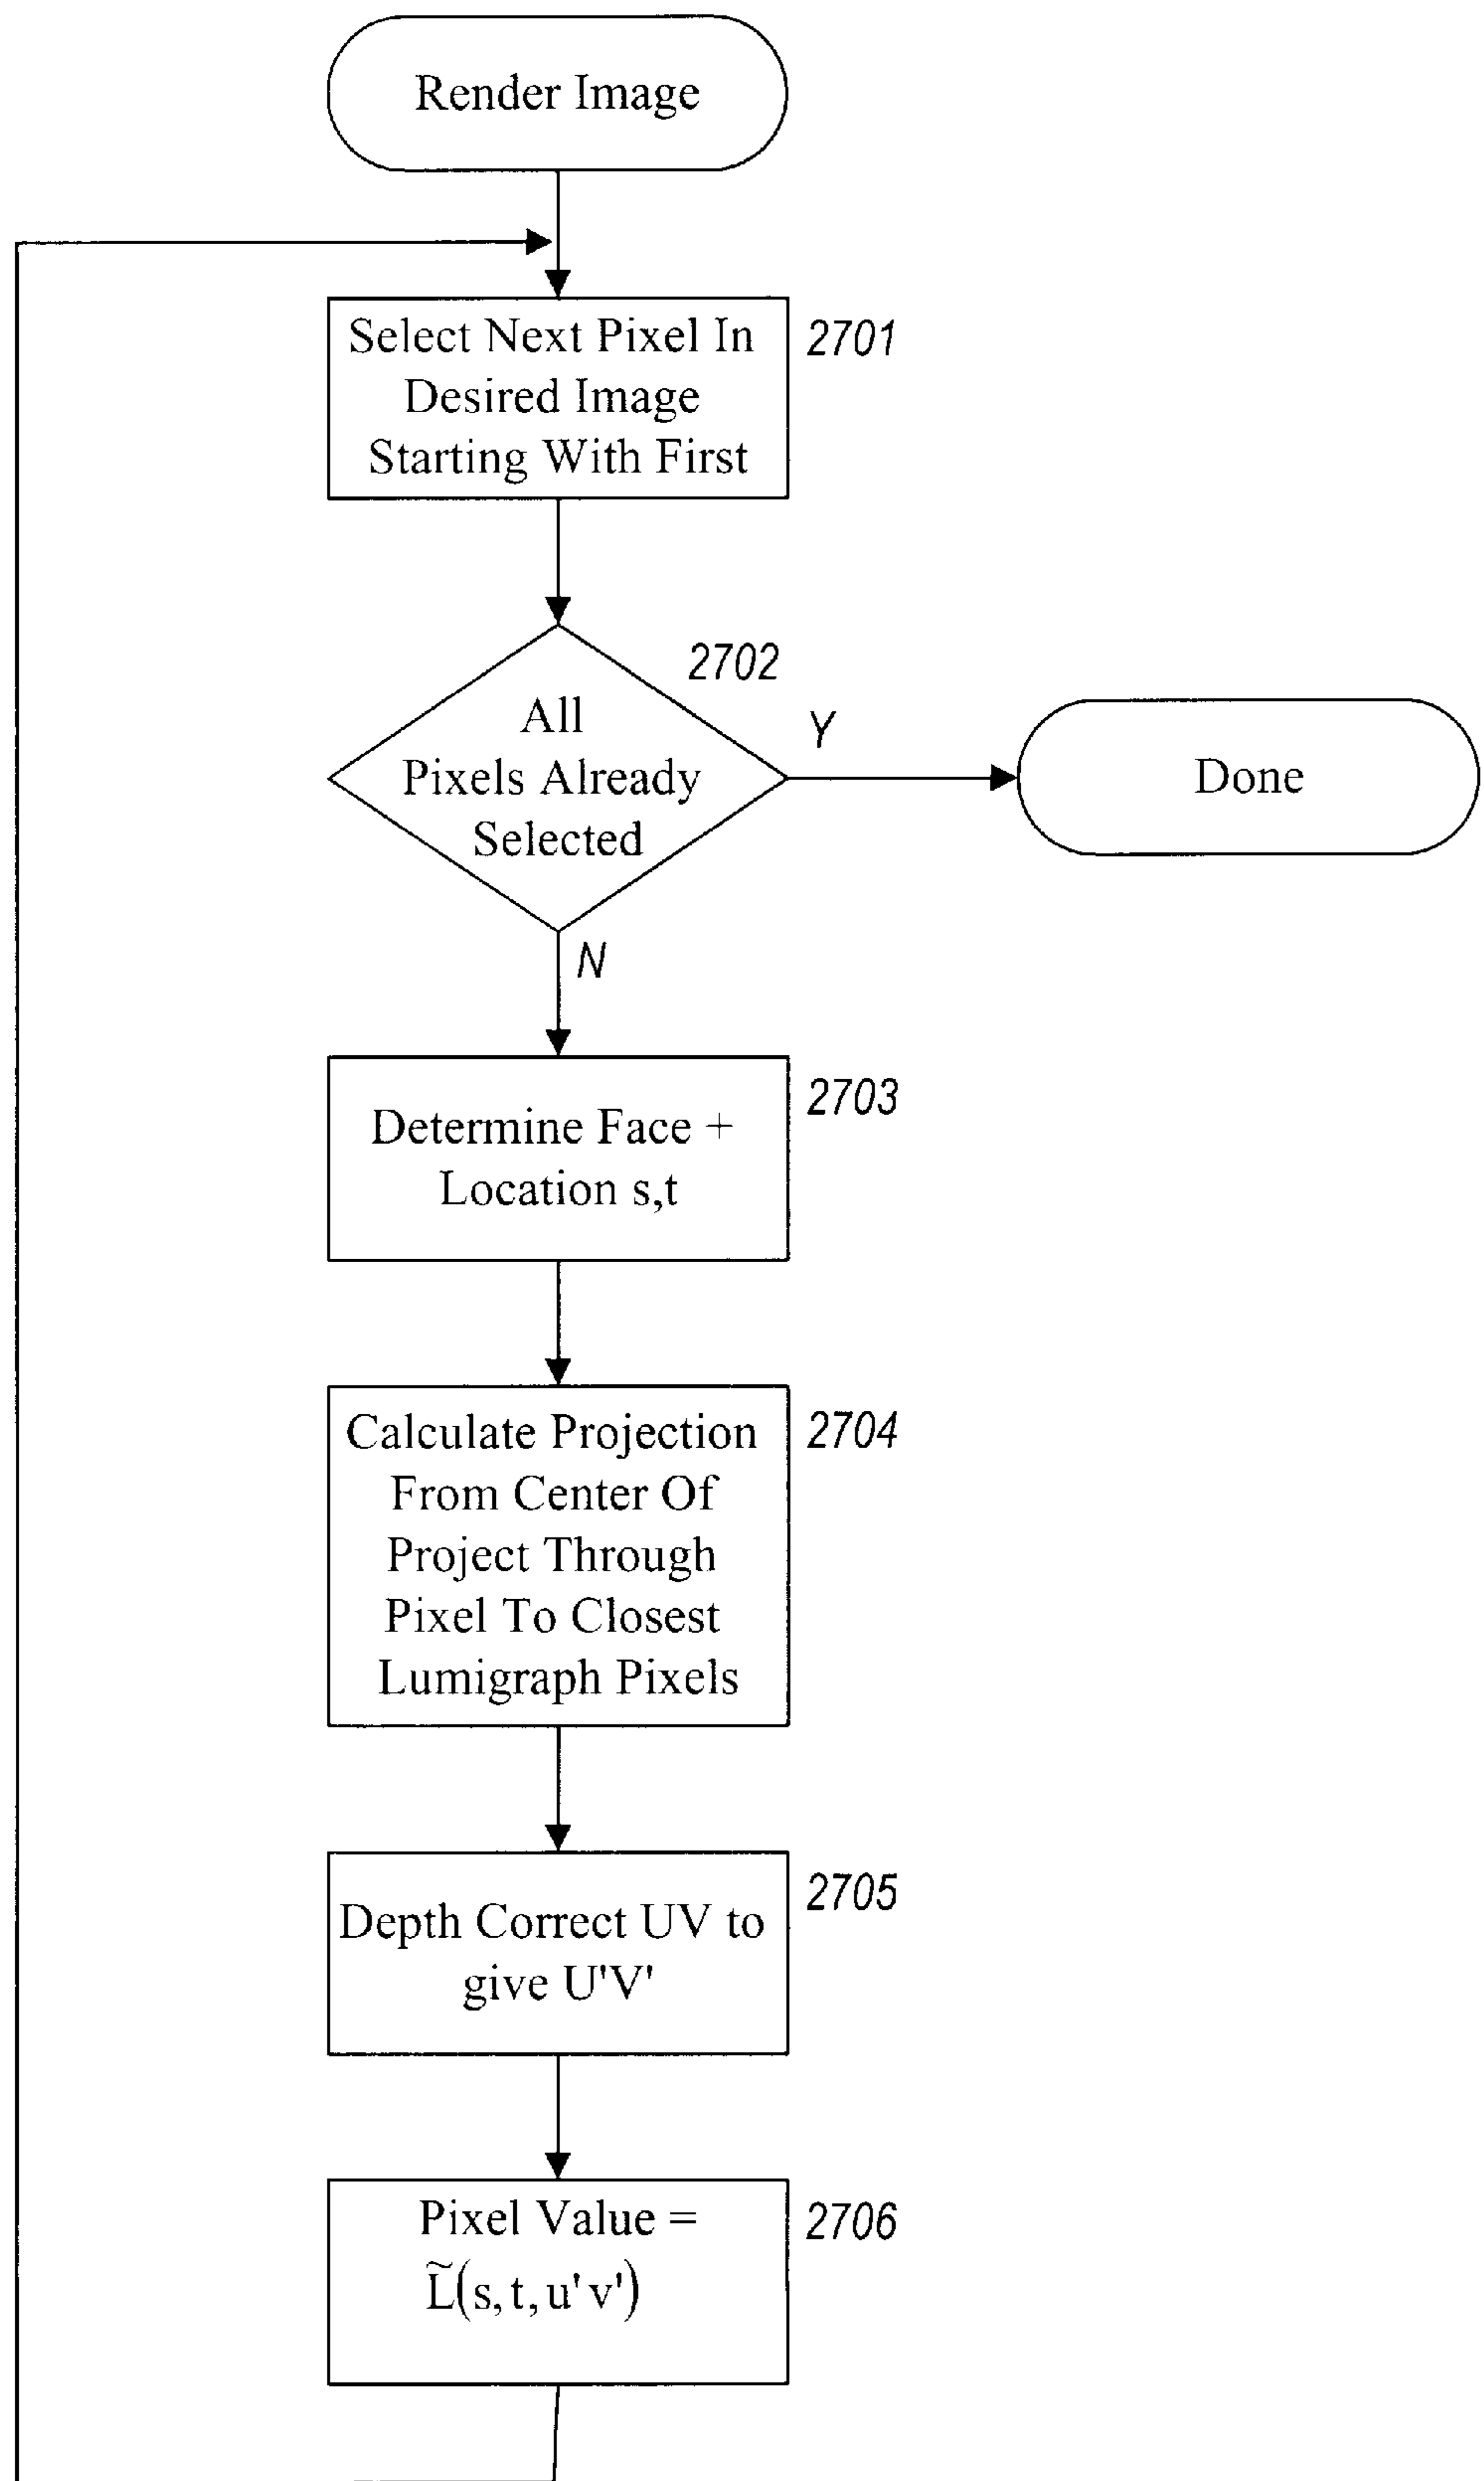 Render Image
Select Next Pixel In
Desired Image
Starting With First
2701
2702
All
Pixels Already
Selected
Y
Done
N
Determine Face +
Location s,t
2703
Calculate Projection
From Center Of
Project Through
Pixel To Closest
Lumigraph Pixels
2704
Depth Correct UV to
give U'V'
2705
Pixel Value =
L̃(s, t, u' v')
2706